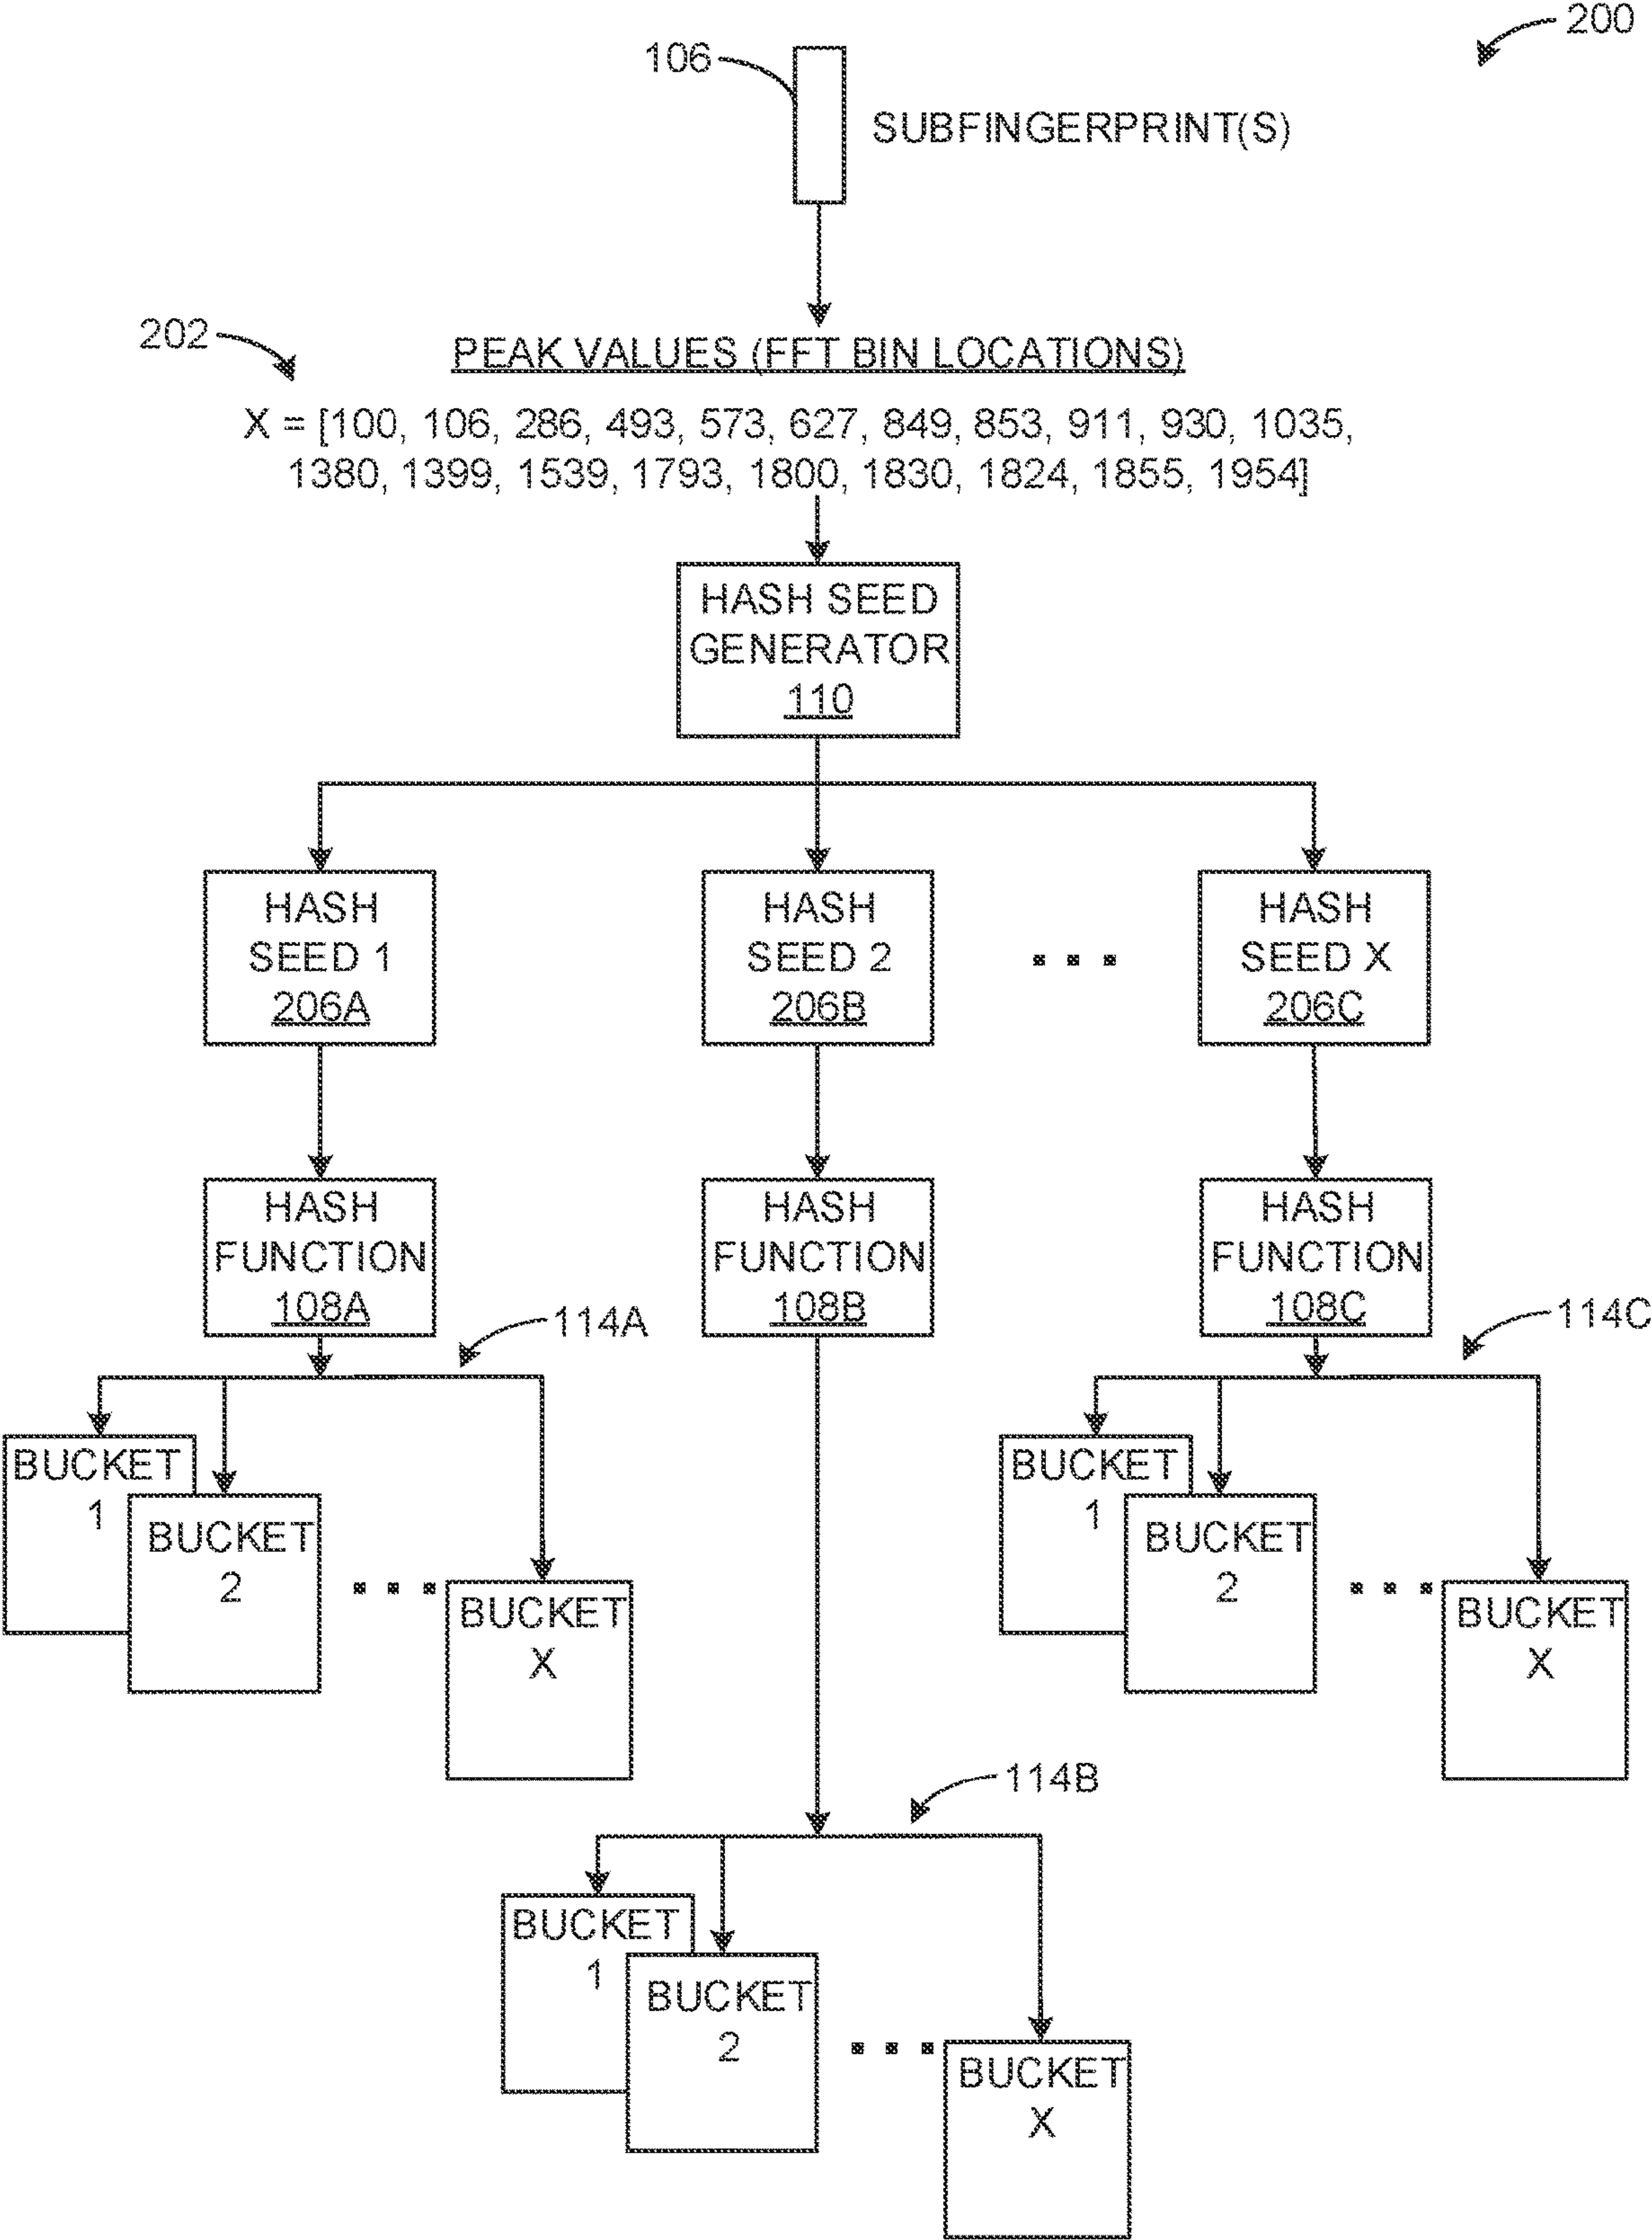 200
106
SUBFINGERPRINT(S)
202
PEAK VALUES (FFT BIN LOCATIONS)
X = [100, 106, 286, 493, 573, 627, 849, 853, 911, 930, 1035,
1380, 1399, 1539, 1793, 1800, 1830, 1824, 1855, 1954]
HASH SEED
GENERATOR
110
HASH
SEED 1
206A
HASH
SEED 2
206B
...
HASH
SEED X
206C
HASH
FUNCTION
108A
HASH
FUNCTION
108B
HASH
FUNCTION
108C
114A
BUCKET
1
BUCKET
2
...
BUCKET
X
114C
BUCKET
1
BUCKET
2
...
BUCKET
X
114B
BUCKET
1
BUCKET
2
...
BUCKET
X